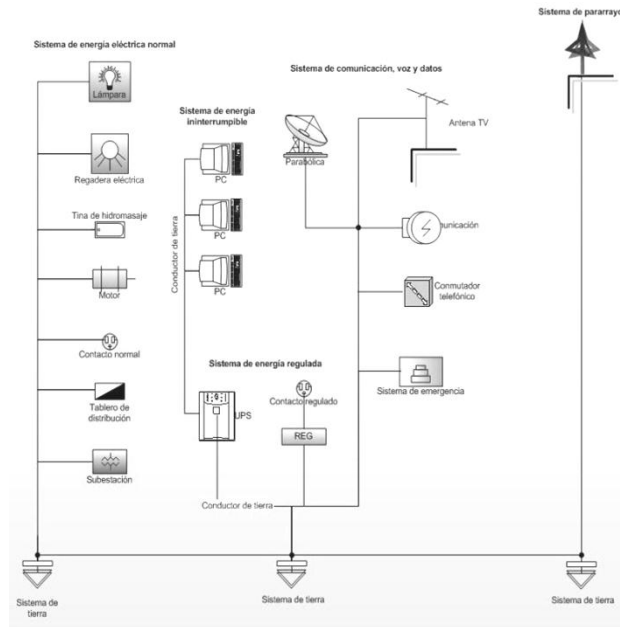 Sistema de pararrayo
Sistema de energía eléctrica normal
Lámpara
Regadera eléctrica
Tina de hidromasaje
Motor
Contacto normal
Tablero de
distribución
Subestación
Sistema de
tierra
Sistema de energía
ininterrumpible
PC
PC
PC
Conductor de tierra
UPS
Conductor de tierra
Sistema de energía regulada
Contacto regulado
REG
Sistema de tierra
Sistema de comunicación, voz y datos
Parabólica
Antena TV
unicación
Conmutador
telefónico
Sistema de emergencia
Sistema de tierra